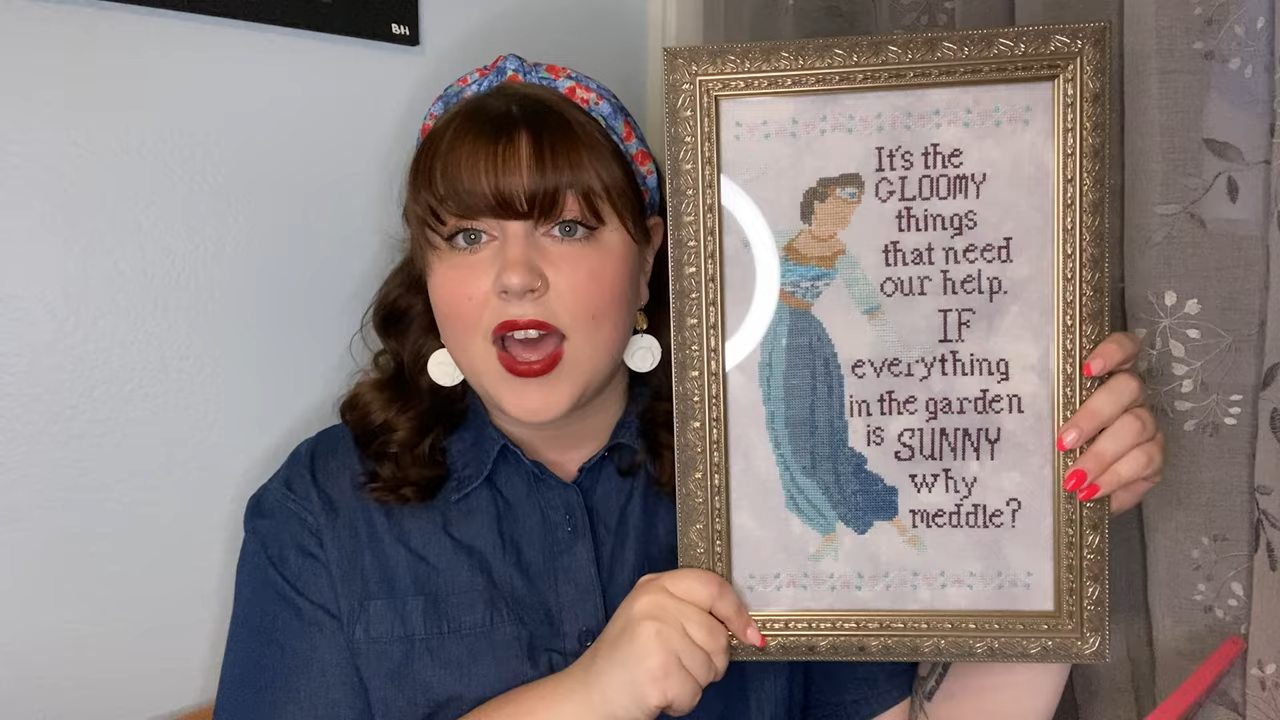 BH
It's the
GLOOMY
things
that need
our help.
IF
everything
in the garden
is SUNNY
why
meddle?